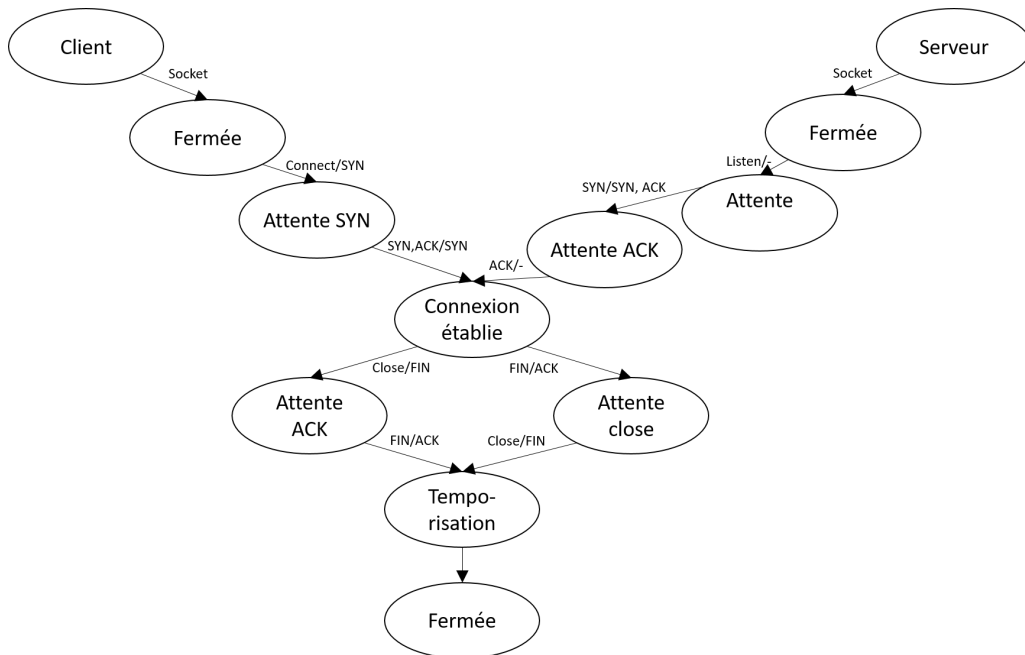 Client
Serveur
Socket
Socket
Fermée
Fermée
Connect/SYN
Listen/-
SYN/SYN, ACK
Attente
Attente SYN
SYN,ACK/SYN
Attente ACK
ACK/-
Connexion
établie
Close/FIN
FIN/ACK
Attente
ACK
Attente
close
FIN/ACK
Close/FIN
Tempo-
risation
Fermée